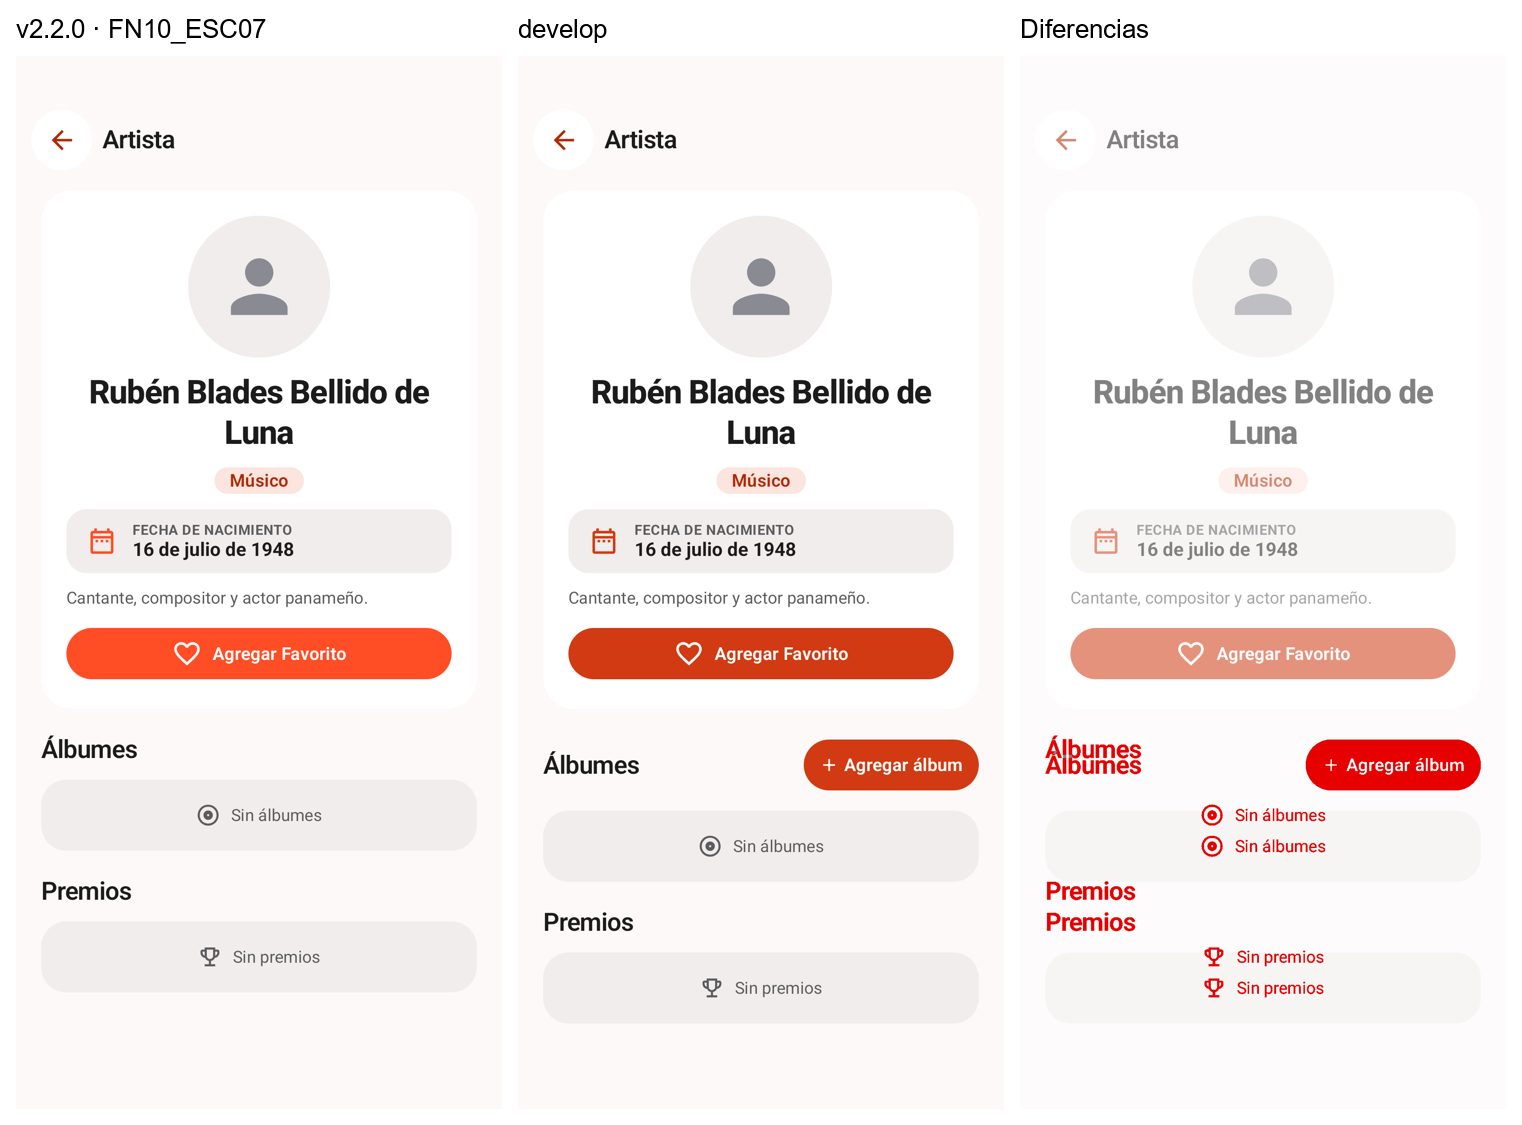 v2.2.0 · FN10_ESC07
Artista
Rubén Blades Bellido de
Luna
Músico
FECHA DE NACIMIENTO
16 de julio de 1948
Cantante, compositor y actor panameño.
Agregar Favorito
Álbumes
Sin álbumes
Premios
Sin premios
develop
Artista
Rubén Blades Bellido de
Luna
Músico
FECHA DE NACIMIENTO
16 de julio de 1948
Cantante, compositor y actor panameño.
Agregar Favorito
Álbumes
+ Agregar álbum
Sin álbumes
Premios
Sin premios
Diferencias
Artista
Rubén Blades Bellido de
Luna
Músico
FECHA DE NACIMIENTO
16 de julio de 1948
Cantante, compositor y actor panameño.
Agregar Favorito
Álbumes
Álbumes
+ Agregar álbum
Sin álbumes
Sin álbumes
Premios
Premios
Sin premios
Sin premios